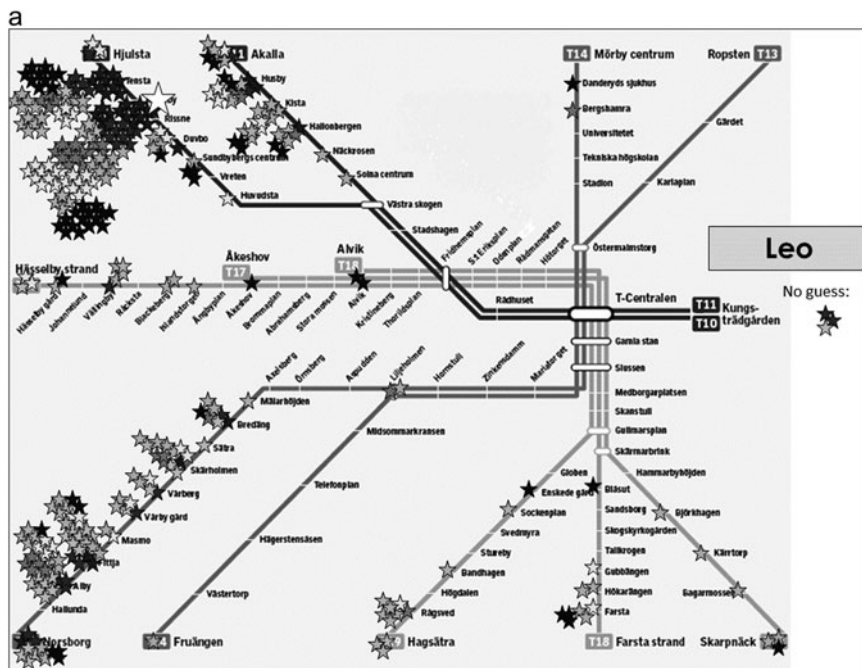 a
Hjulsta
Akalla
T14 Mörby centrum
Ropsten T13
Tensta
Husby
Danderyds sjukhus
Rissne
Kista
Bergshamra
Gärdet
Duvbo
Hallonbergen
Universitetet
Sundbybergs centrum
Näckrosen
Tekniska högskolan
Vreten
Solna centrum
Stadion
Karlaplan
Huvudsta
Västra skogen
Stadshagen
Östermalmstorg
Leo
Hässelby strand
Åkeshov
T17
Alvik
T18
Fridhemsplan
S:t Eriksplan
Odenplan
Rådmansgatan
Hötorget
No guess:
Hässelby gård
Johannelund
Vällingby
Råcksta
Blackeberg
Islandstorget
Ängbyplan
Åkeshov
Brommaplan
Abrahamsberg
Stora mossen
Alvik
Kristineberg
Thorildsplan
Rådhuset
T-Centralen
T11
T10
Kungs-
trädgården
Gamla stan
Slussen
Axelsberg
Örnsberg
Aspudden
Liljeholmen
Hornstull
Zinkensdamm
Mariatorget
Medborgarplatsen
Mälarhöjden
Skanstull
Bredäng
Midsommarkransen
Gullmarsplan
Sätra
Skärmarbrink
Skärholmen
Globen
Hammarbyhöjden
Vårberg
Telefonplan
Enskede gård
Blåsut
Vårby gård
Sockenplan
Sandsborg
Björkhagen
Masmo
Hägerstensåsen
Svedmyra
Skogskyrkogården
Fittja
Stureby
Tallkrogen
Kärrtorp
Alby
Bandhagen
Gubbängen
Hallunda
Västertorp
Högdalen
Hökarängen
Bagarmossen
Rågsved
Farsta
Norsborg
Fruängen
Hagsätra
T18 Farsta strand
Skarpnäck